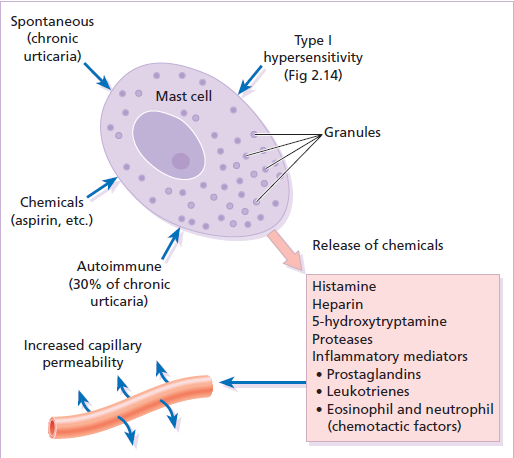 Spontaneous
(chronic
urticaria)
Type I
hypersensitivity
(Fig 2.14)
Mast cell
Granules
Chemicals
(aspirin, etc.)
Autoimmune
(30% of chronic
urticaria)
Release of chemicals
Histamine
Heparin
5-hydroxytryptamine
Proteases
Inflammatory mediators
• Prostaglandins
• Leukotrienes
• Eosinophil and neutrophil
(chemotactic factors)
Increased capillary
permeability